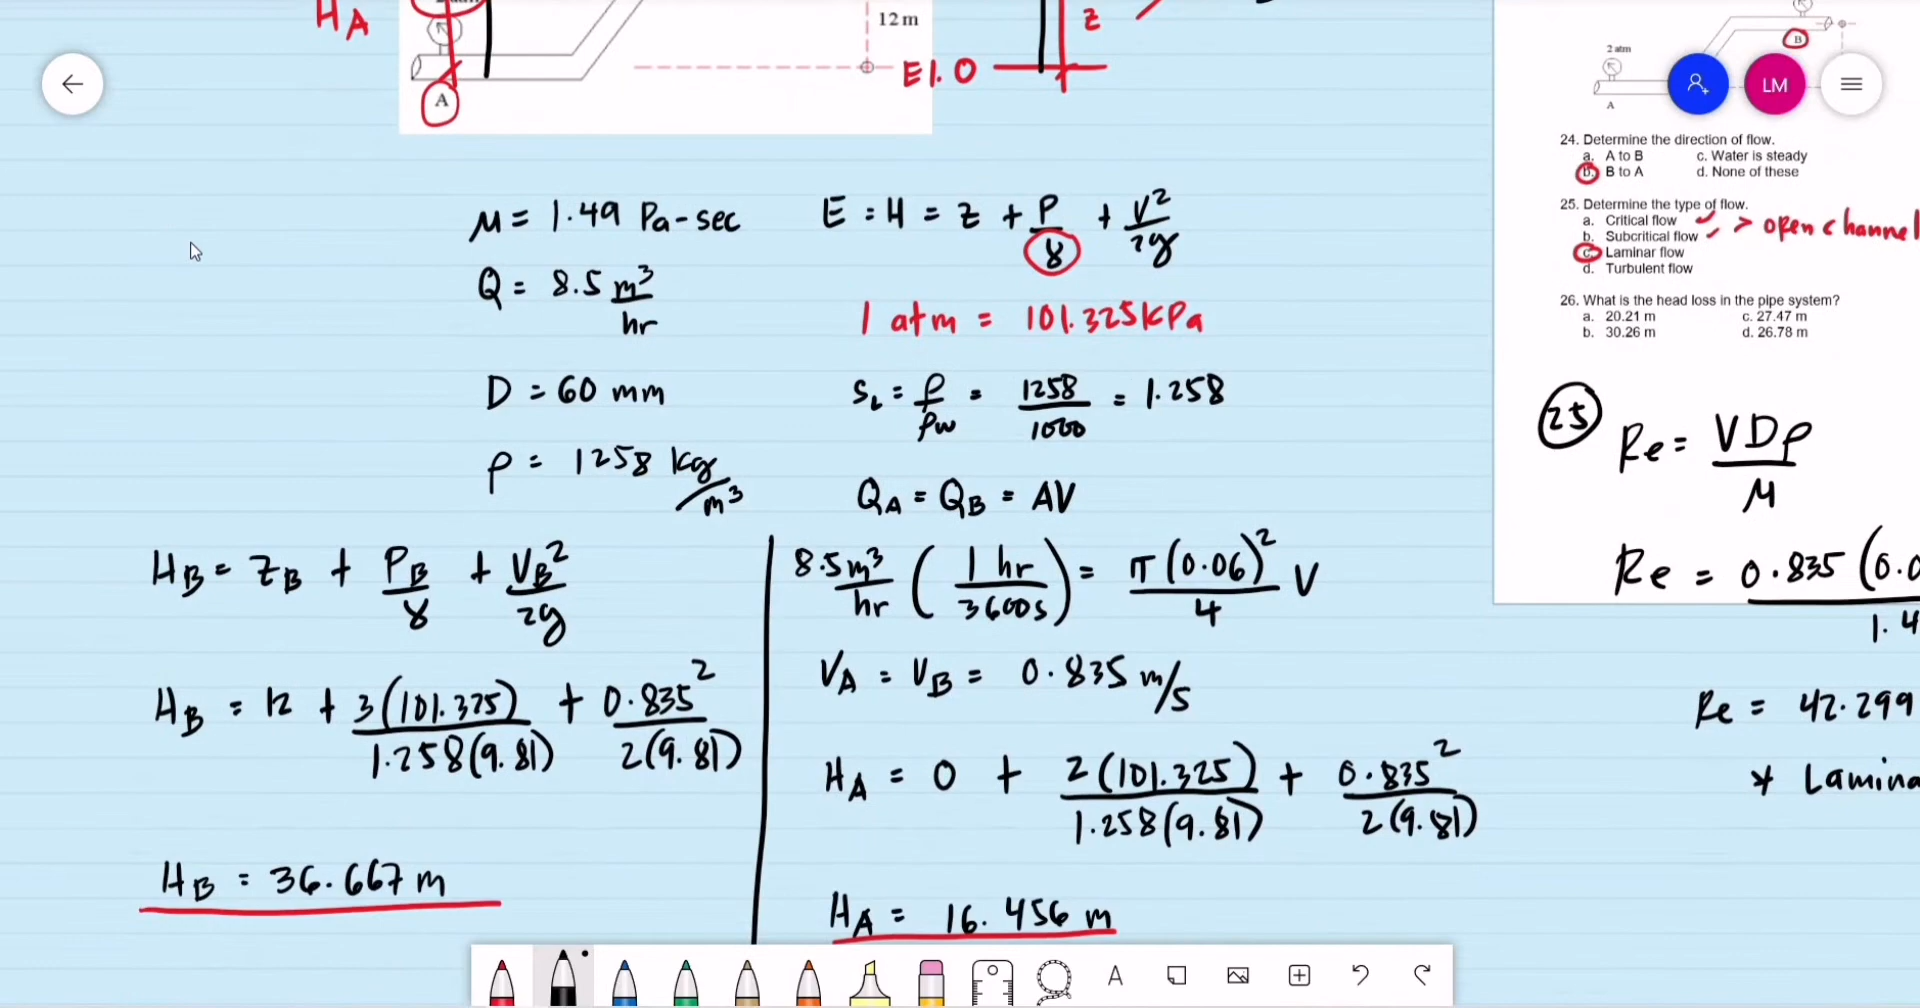 HA
2 atm
12 m
El. 0
z
A
μ = 1.49 Pa-sec
Q = 8.5 m³/hr
D = 60 mm
ρ = 1258 kg/m³
E = H = z + P/γ + V²/2g
1 atm = 101.325 kPa
SL = ρ/ρw = 1258/1000 = 1.258
QA = QB = AV
HB = zB + PB/γ + VB²/2g
HB = 12 + 3(101.325)/1.258(9.81) + 0.835²/2(9.81)
HB = 36.667 m
8.5 m³/hr (1 hr/3600s) = π(0.06)²/4 V
VA = VB = 0.835 m/s
HA = 0 + 2(101.325)/1.258(9.81) + 0.835²/2(9.81)
HA = 16.456 m
B
2 atm
LM
A
24. Determine the direction of flow.
a. A to B c. Water is steady
b. B to A d. None of these
25. Determine the type of flow.
a. Critical flow
b. Subcritical flow > open channel
c. Laminar flow
d. Turbulent flow
26. What is the head loss in the pipe system?
a. 20.21 m c. 27.47 m
b. 30.26 m d. 26.78 m
25
Re = VDρ/μ
Re = 0.835 (0.0
1.4
Re = 42.299
* Lamina
A